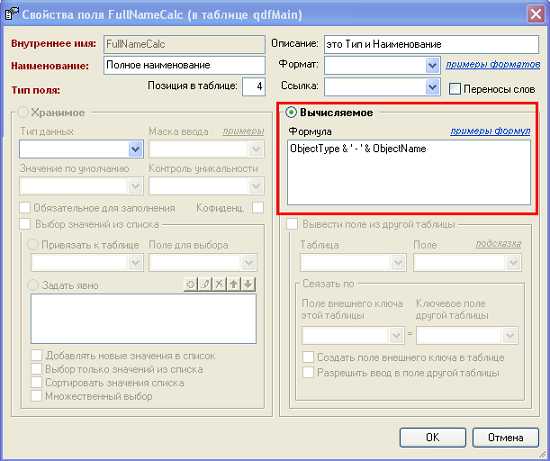 Свойства поля FullNameCalc (в таблице qdfMain)
Внутреннее имя: FullNameCalc
Описание: это Тип и Наименование
Наименование: Полное наименование
Формат: примеры форматов
Тип поля: Позиция в таблице: 4
Ссылка: Переносы слов
Хранимое
Тип данных Маска ввода примеры
Значение по умолчанию Контроль уникальности
Обязательное для заполнения Кофиденц.
Выбор значений из списка
Привязать к таблице Поле для выбора
Задать явно
Добавлять новые значения в список
Выбор только значений из списка
Сортировать значения списка
Множественный выбор
Вычисляемое
Формула примеры формул
ObjectType & ' - ' & ObjectName
Вывести поле из другой таблицы
Таблица Поле подсказка
Связать по
Поле внешнего ключа этой таблицы Ключевое поле другой таблицы
=
Создать поле внешнего ключа в таблице
Разрешить ввод в поле другой таблицы
OK Отмена